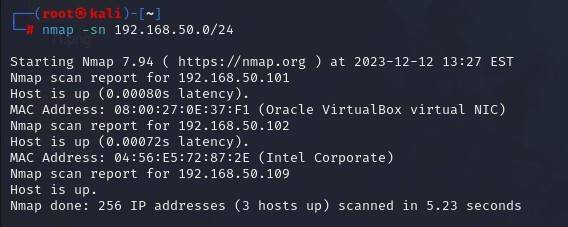 ┌──(root㉿kali)-[~]
└─# nmap -sn 192.168.50.0/24
Starting Nmap 7.94 ( https://nmap.org ) at 2023-12-12 13:27 EST
Nmap scan report for 192.168.50.101
Host is up (0.00080s latency).
MAC Address: 08:00:27:0E:37:F1 (Oracle VirtualBox virtual NIC)
Nmap scan report for 192.168.50.102
Host is up (0.00072s latency).
MAC Address: 04:56:E5:72:87:2E (Intel Corporate)
Nmap scan report for 192.168.50.109
Host is up.
Nmap done: 256 IP addresses (3 hosts up) scanned in 5.23 seconds